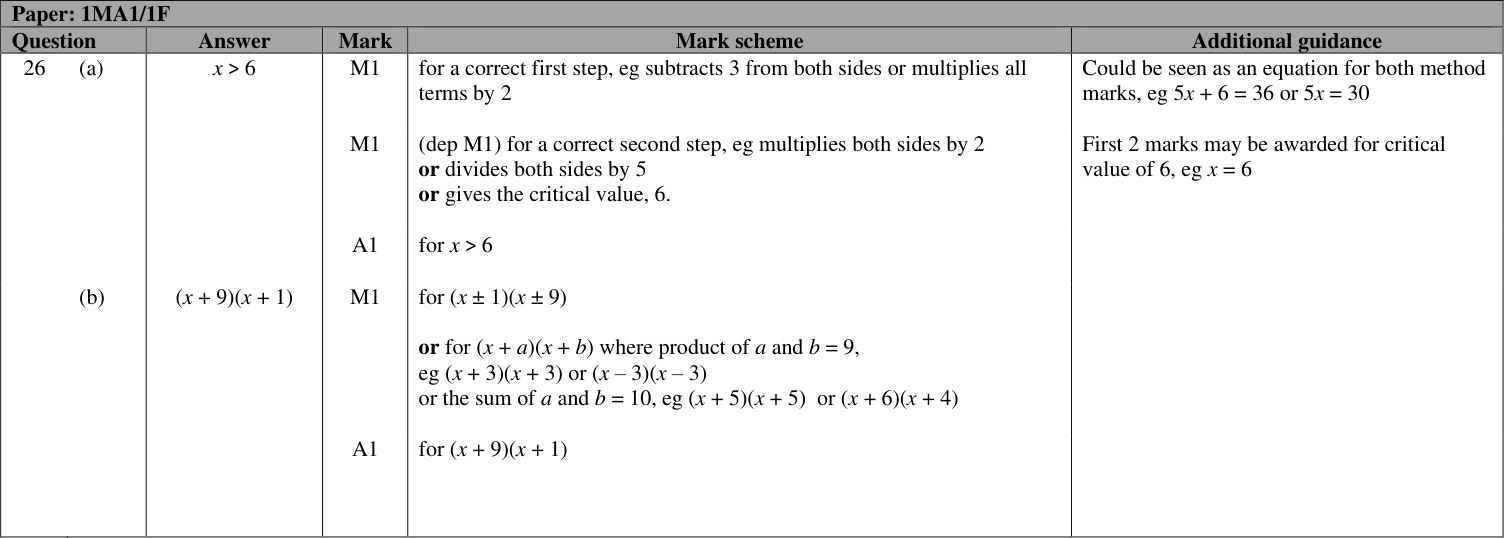 Paper: 1MA1/1F
Question Answer Mark Mark scheme Additional guidance
26 (a) x > 6 M1 for a correct first step, eg subtracts 3 from both sides or multiplies all Could be seen as an equation for both method
terms by 2 marks, eg 5x + 6 = 36 or 5x = 30
M1 (dep M1) for a correct second step, eg multiplies both sides by 2 First 2 marks may be awarded for critical
or divides both sides by 5 value of 6, eg x = 6
or gives the critical value, 6.
A1 for x > 6
(b) (x + 9)(x + 1) M1 for (x ± 1)(x ± 9)
or for (x + a)(x + b) where product of a and b = 9,
eg (x + 3)(x + 3) or (x – 3)(x – 3)
or the sum of a and b = 10, eg (x + 5)(x + 5) or (x + 6)(x + 4)
A1 for (x + 9)(x + 1)